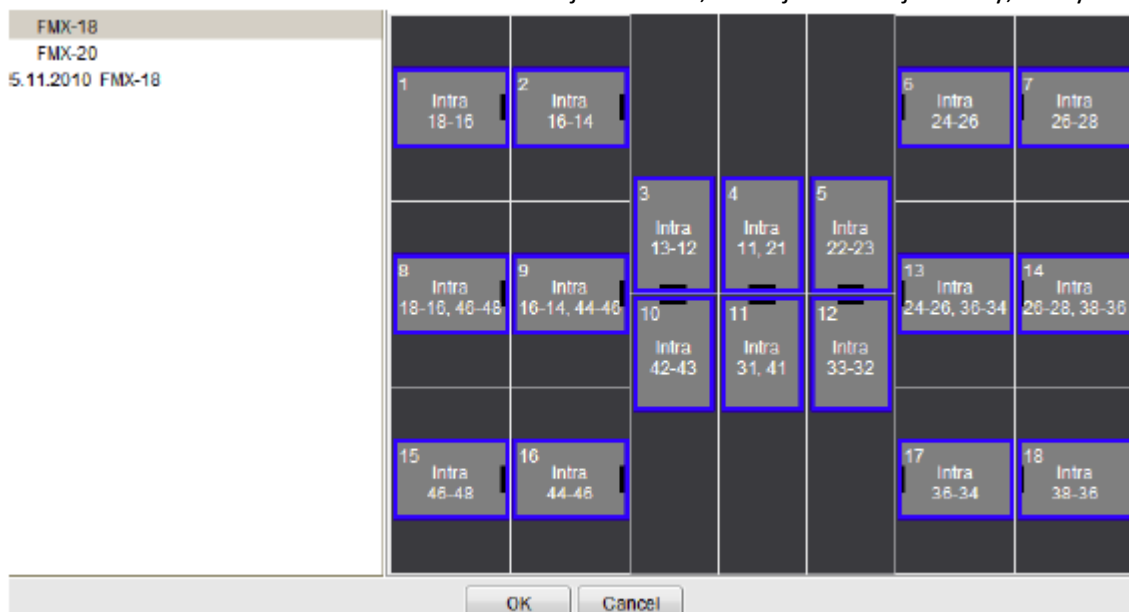 FMX-18
FMX-20
5.11.2010 FMX-18
1
Intra
18-16
2
Intra
16-14
6
Intra
24-26
7
Intra
26-28
3
Intra
13-12
4
Intra
11, 21
5
Intra
22-23
8
Intra
18-16, 46-48
9
Intra
16-14, 44-46
13
Intra
24-26, 36-34
14
Intra
26-28, 38-36
10
Intra
42-43
11
Intra
31, 41
12
Intra
33-32
15
Intra
46-48
16
Intra
44-46
17
Intra
36-34
18
Intra
38-36
OK
Cancel